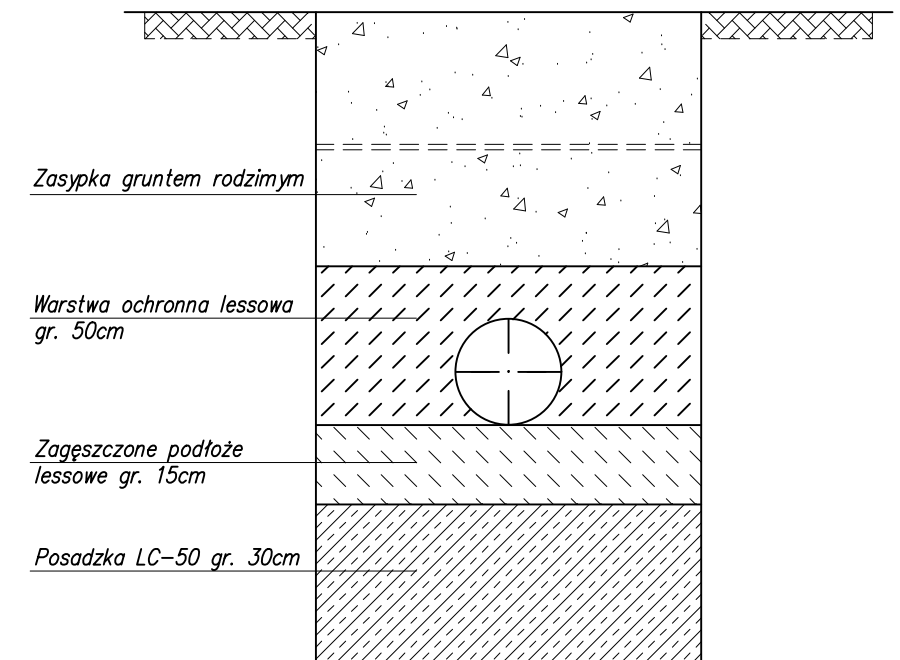 Zasypka gruntem rodzimym
Warstwa ochronna lessowa
gr. 50cm
Zagęszczone podłoże
lessowe gr. 15cm
Posadzka LC-50 gr. 30cm